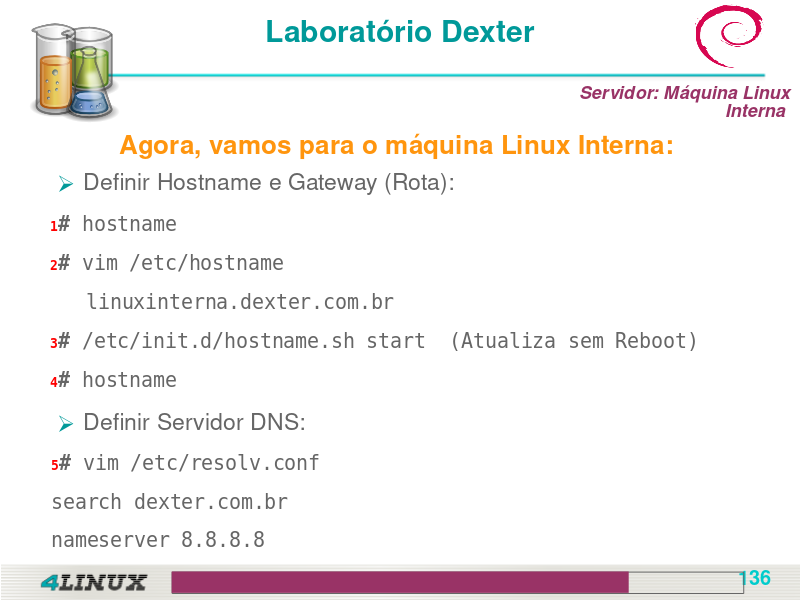 Laboratório Dexter
Servidor: Máquina Linux
Interna
Agora, vamos para o máquina Linux Interna:
Definir Hostname e Gateway (Rota):
1# hostname
2# vim /etc/hostname
linuxinterna.dexter.com.br
3# /etc/init.d/hostname.sh start (Atualiza sem Reboot)
4# hostname
Definir Servidor DNS:
5# vim /etc/resolv.conf
search dexter.com.br
nameserver 8.8.8.8
4LINUX
136